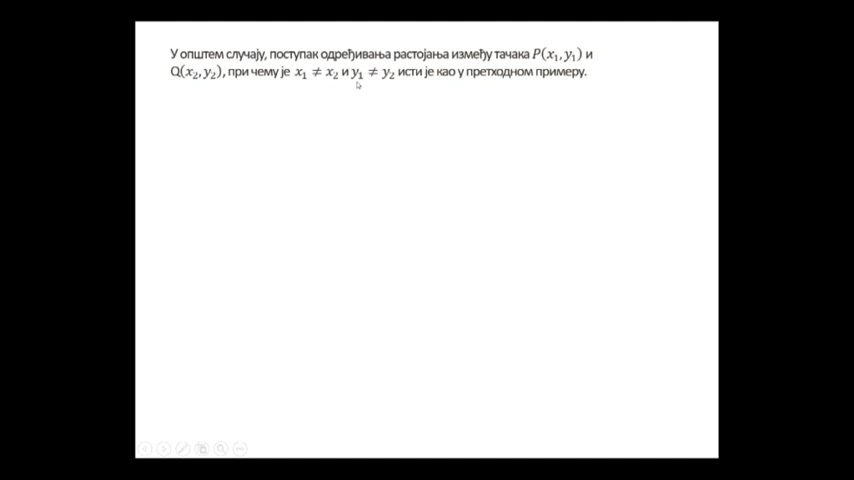 У општем случају, поступак одређивања растојања између тачака P(x₁, y₁) и
Q(x₂, y₂), при чему је x₁ ≠ x₂ и y₁ ≠ y₂ исти је као у претходном примеру.